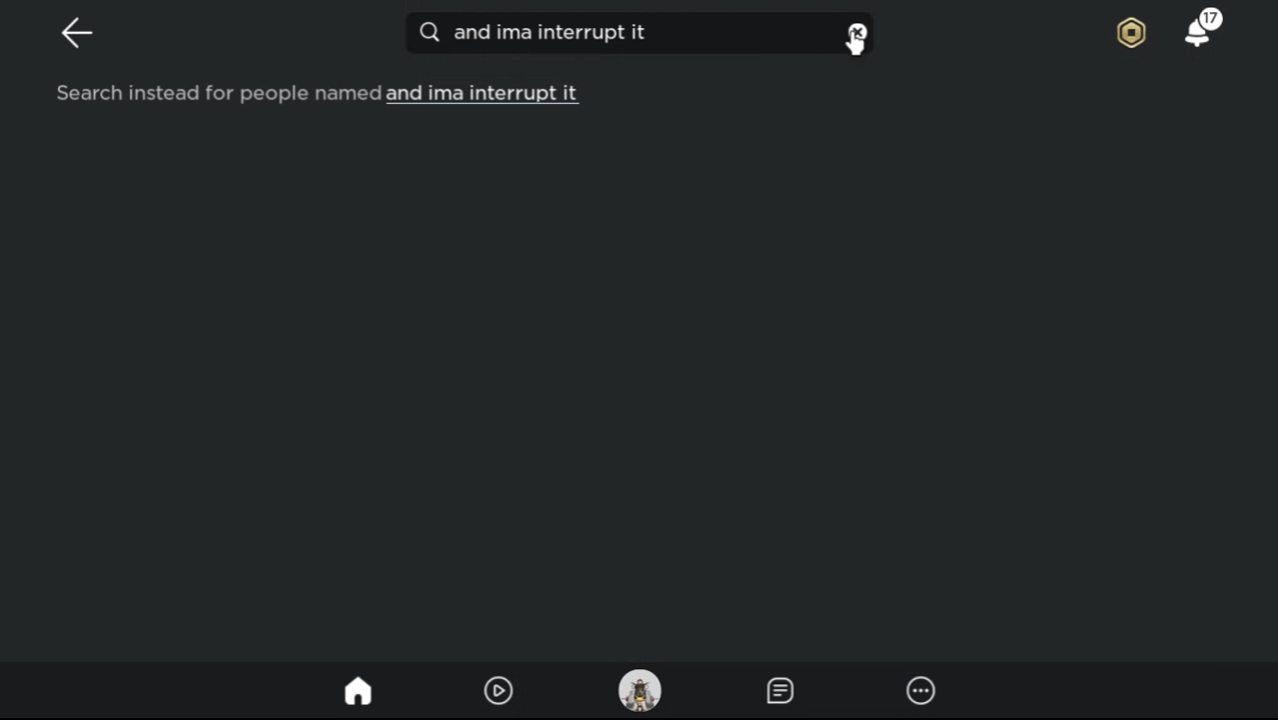 and ima interrupt it
17
Search instead for people named and ima interrupt it